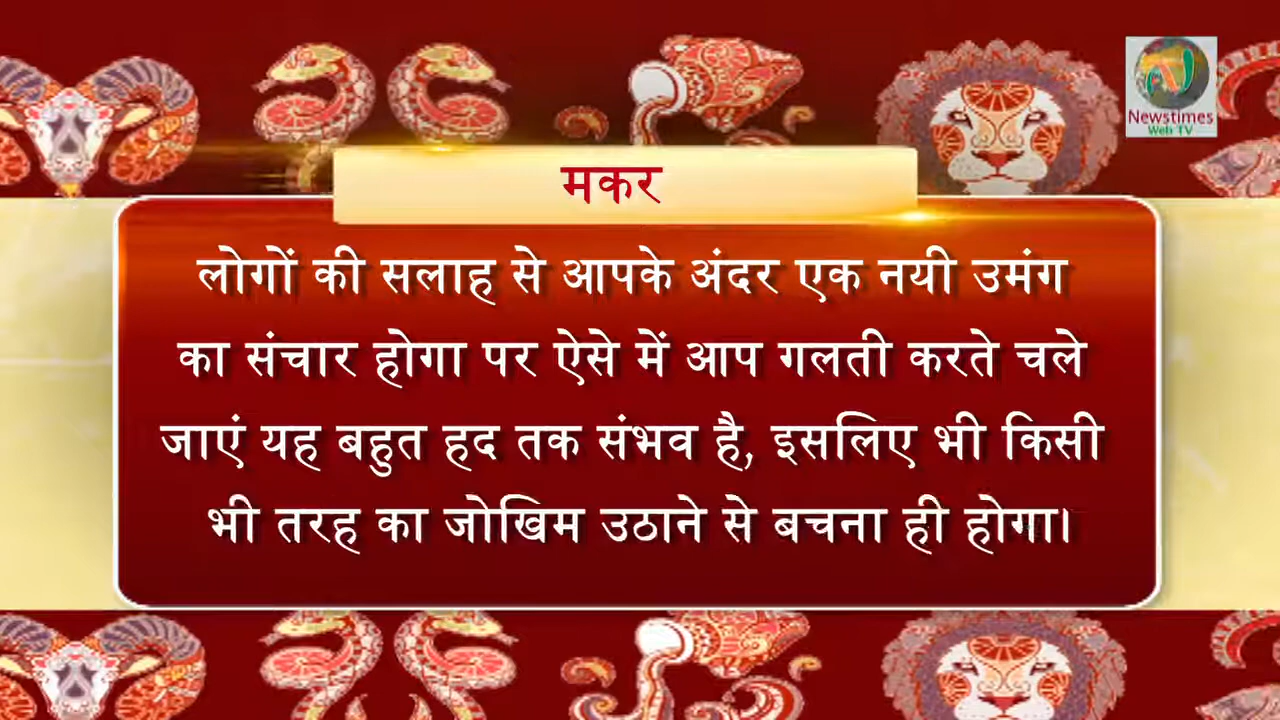 Newstimes
Web TV
मकर
लोगों की सलाह से आपके अंदर एक नयी उमंग
का संचार होगा पर ऐसे में आप गलती करते चले
जाएं यह बहुत हद तक संभव है, इसलिए भी किसी
भी तरह का जोखिम उठाने से बचना ही होगा।